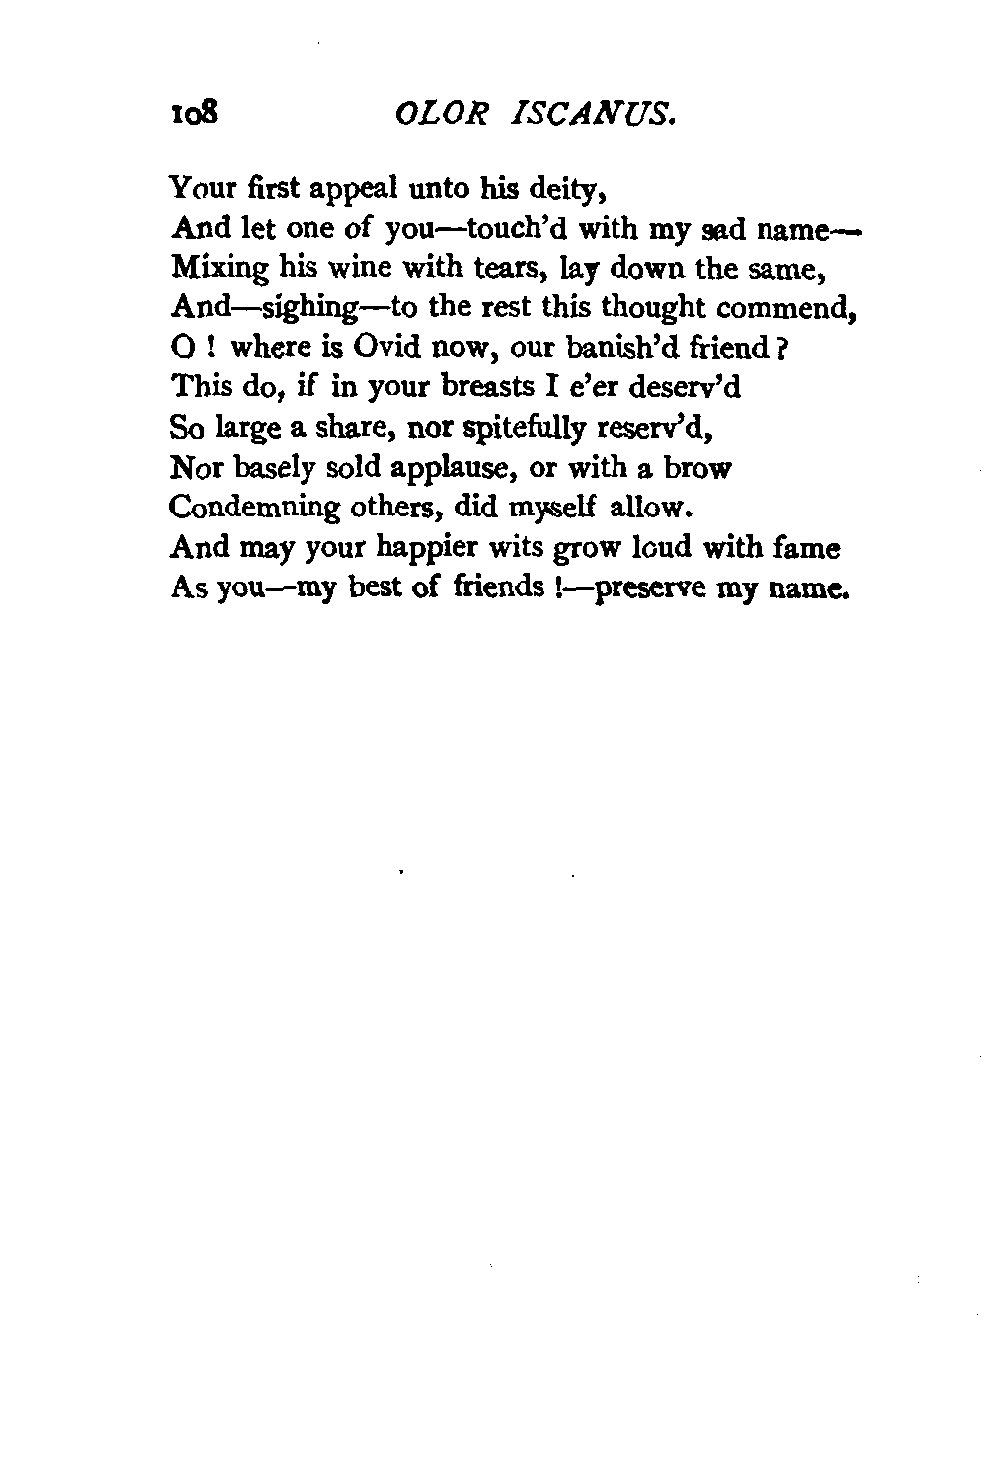 108 OLOR ISCANUS.
Your first appeal unto his deity,
And let one of you—touch'd with my sad name—
Mixing his wine with tears, lay down the same,
And—sighing—to the rest this thought commend,
O ! where is Ovid now, our banish'd friend ?
This do, if in your breasts I e'er deserv'd
So large a share, nor spitefully reserv'd,
Nor basely sold applause, or with a brow
Condemning others, did myself allow.
And may your happier wits grow loud with fame
As you—my best of friends !—preserve my name.